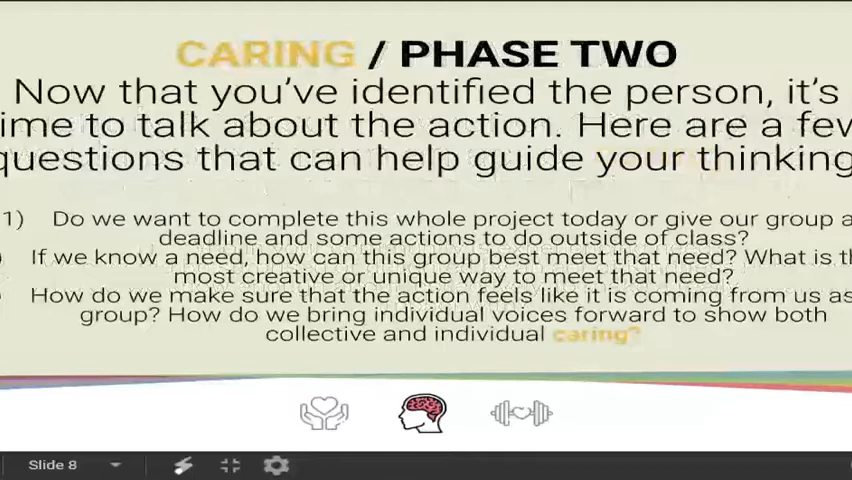 CARING / PHASE TWO
Now that you've identified the person, it's
ime to talk about the action. Here are a few
questions that can help guide your thinking
1) Do we want to complete this whole project today or give our group a
deadline and some actions to do outside of class?
If we know a need, how can this group best meet that need? What is th
most creative or unique way to meet that need?
How do we make sure that the action feels like it is coming from us as
group? How do we bring individual voices forward to show both
collective and individual caring?
Slide 8